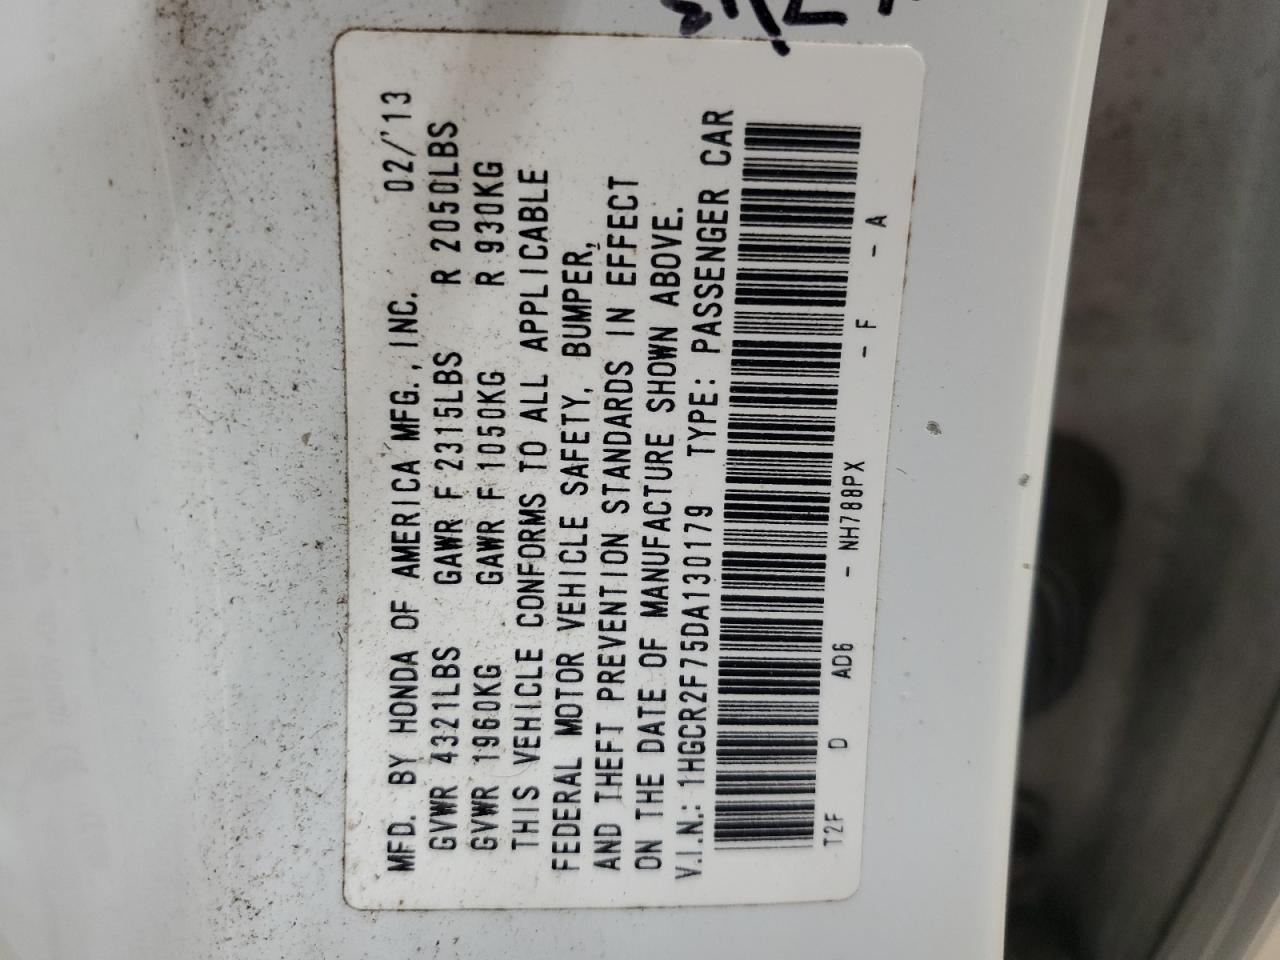 MFD. BY HONDA OF AMERICA MFG., INC. 02/'13
GVWR 4321LBS GAWR F 2315LBS R 2050LBS
GVWR 1960KG GAWR F 1050KG R 930KG
THIS VEHICLE CONFORMS TO ALL APPLICABLE
FEDERAL MOTOR VEHICLE SAFETY, BUMPER,
AND THEFT PREVENTION STANDARDS IN EFFECT
ON THE DATE OF MANUFACTURE SHOWN ABOVE.
V.I.N.: 1HGCR2F75DA130179 TYPE: PASSENGER CAR
T2F D AD6 - NH788PX - F - A